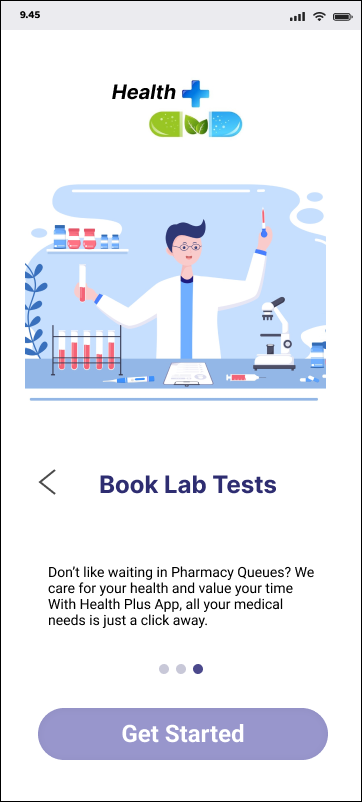 9.45
Health
Book Lab Tests
Don't like waiting in Pharmacy Queues? We
care for your health and value your time
With Health Plus App, all your medical
needs is just a click away.
Get Started